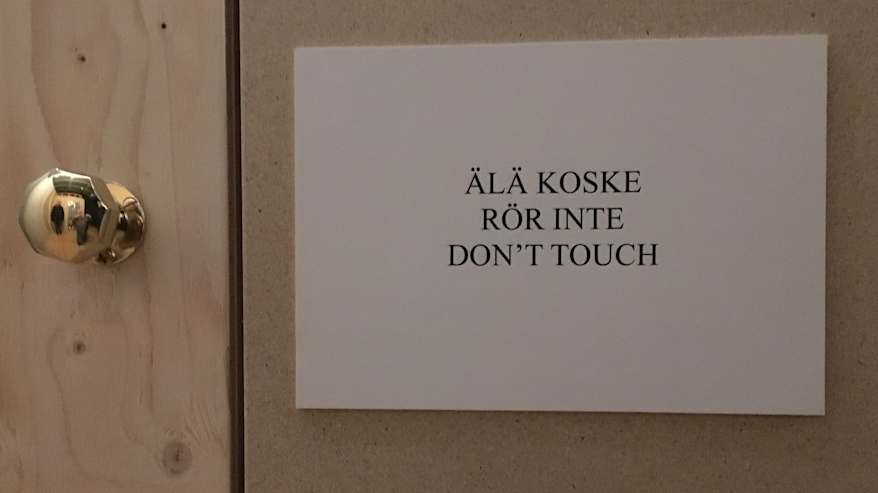 ÄLÄ KOSKE
RÖR INTE
DON’T TOUCH